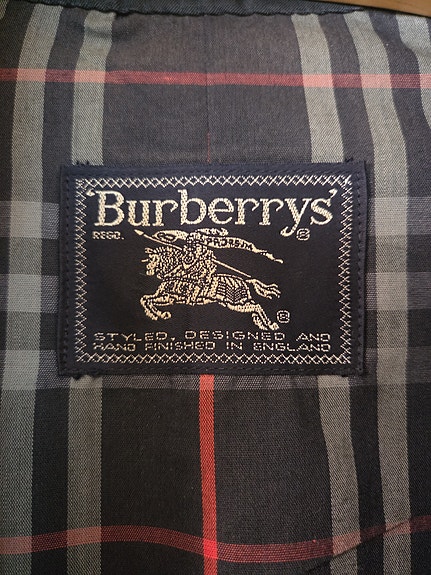 'Burberrys'
REGD. ®
®
STYLED, DESIGNED AND
HAND FINISHED IN ENGLAND